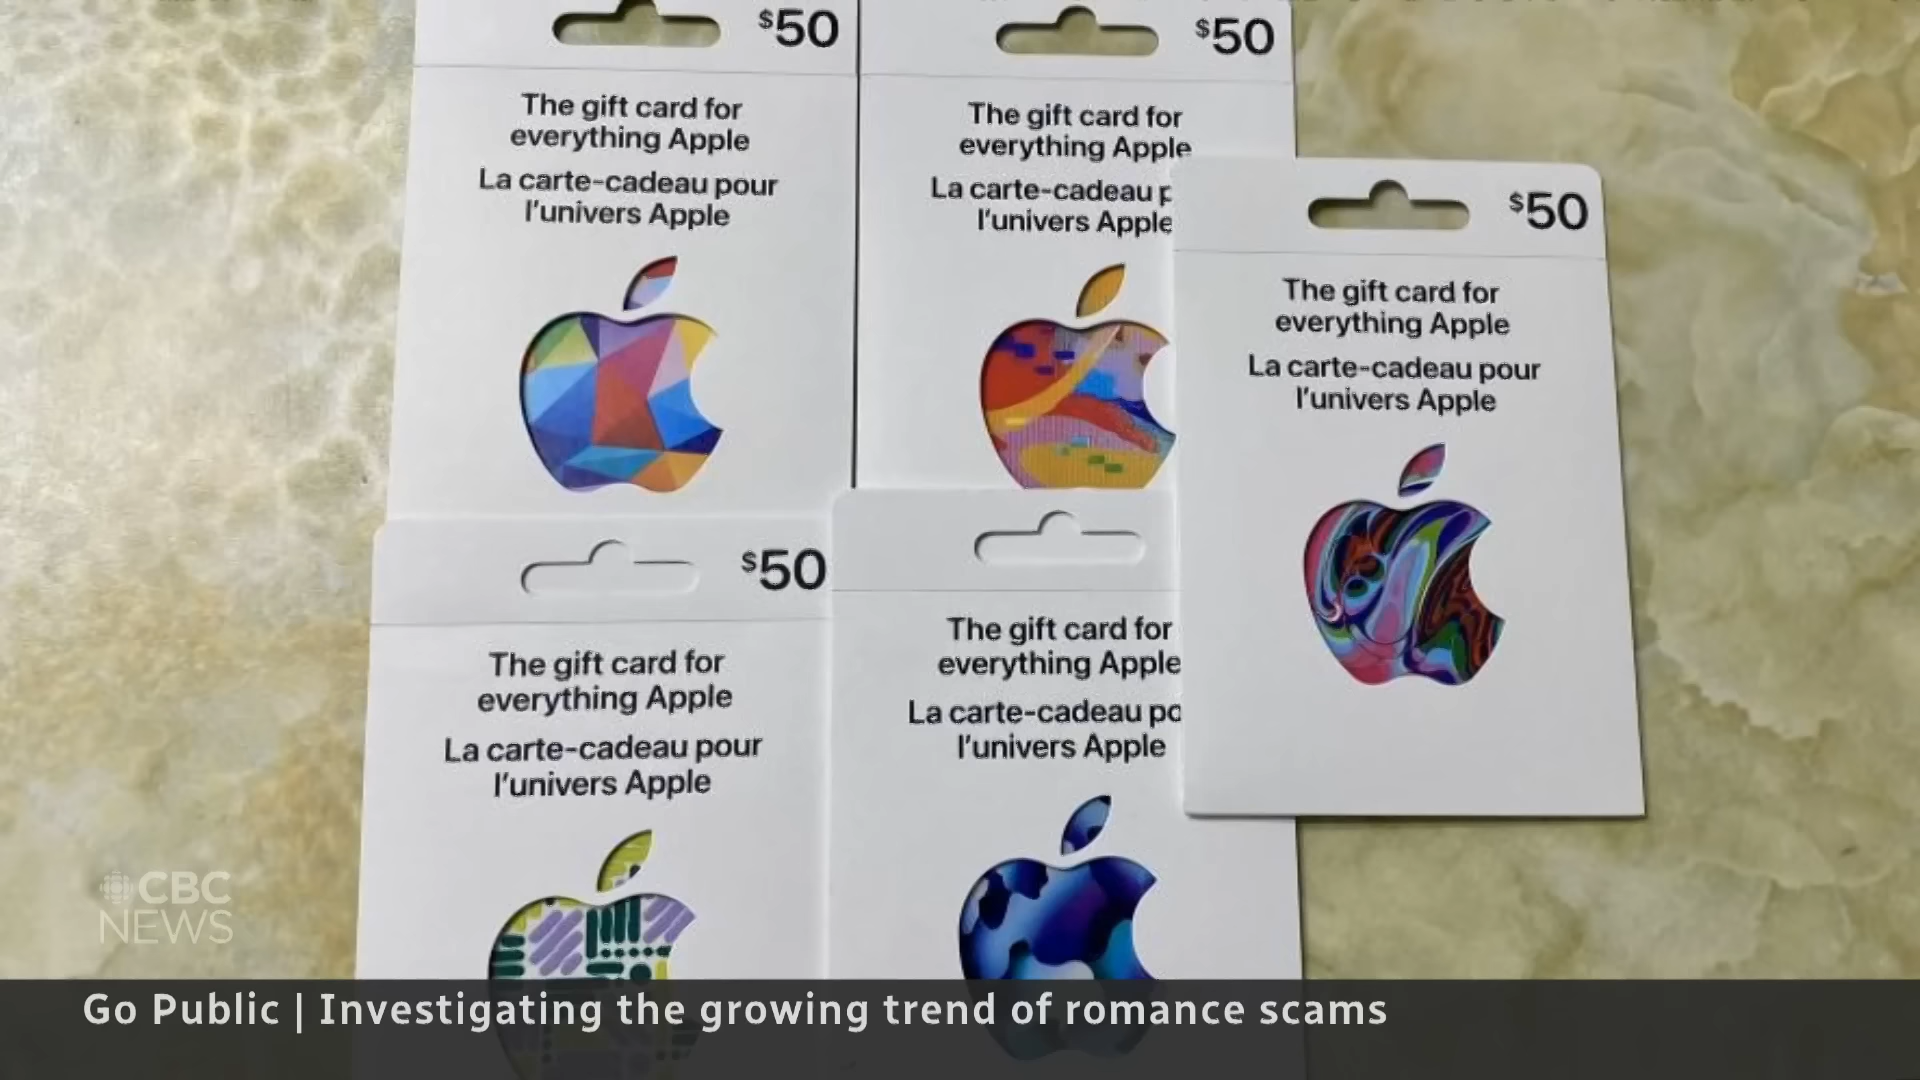 $50
The gift card for
everything Apple
La carte-cadeau pour
l'univers Apple
$50
The gift card for
everything Apple
La carte-cadeau p
l'univers Apple
$50
The gift card for
everything Apple
La carte-cadeau pour
l'univers Apple
$50
The gift card for
everything Apple
La carte-cadeau pour
l'univers Apple
The gift card for
everything Apple
La carte-cadeau po
l'univers Apple
CBC
NEWS
Go Public | Investigating the growing trend of romance scams